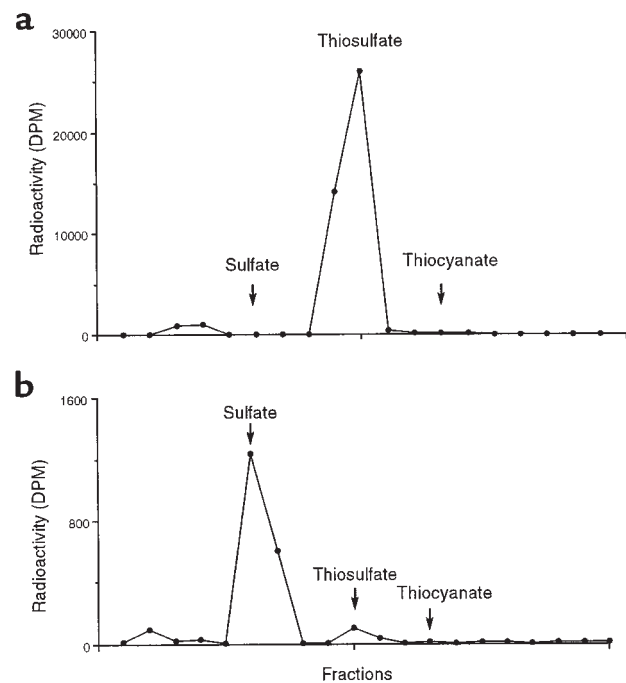 a
Thiosulfate
30000
20000
10000
0
Radioactivity (DPM)
Sulfate
Thiocyanate
b
1600
800
0
Radioactivity (DPM)
Sulfate
Thiosulfate
Thiocyanate
Fractions